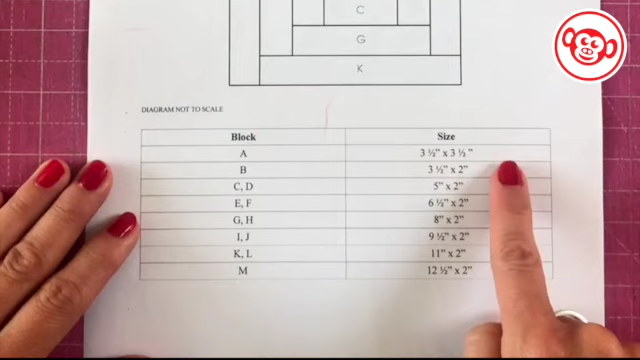 C
G
K
DIAGRAM NOT TO SCALE
Block Size
A 3 ½” x 3 ½ ”
B 3 ½” x 2”
C, D 5” x 2”
E, F 6 ½” x 2”
G, H 8” x 2”
I, J 9 ½” x 2”
K, L 11” x 2”
M 12 ½” x 2”